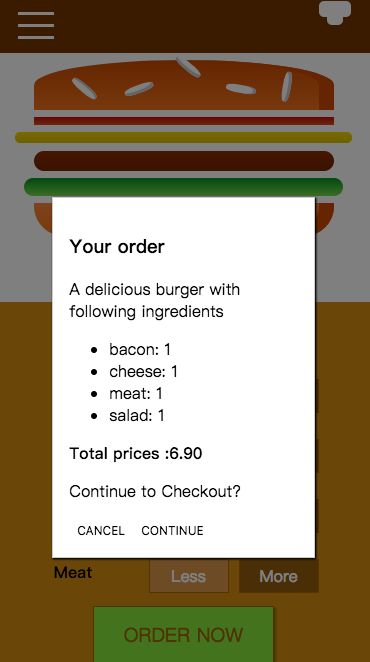 Your order
A delicious burger with
following ingredients
bacon: 1
cheese: 1
meat: 1
salad: 1
Total prices :6.90
Continue to Checkout?
CANCEL CONTINUE
Meat Less More
ORDER NOW